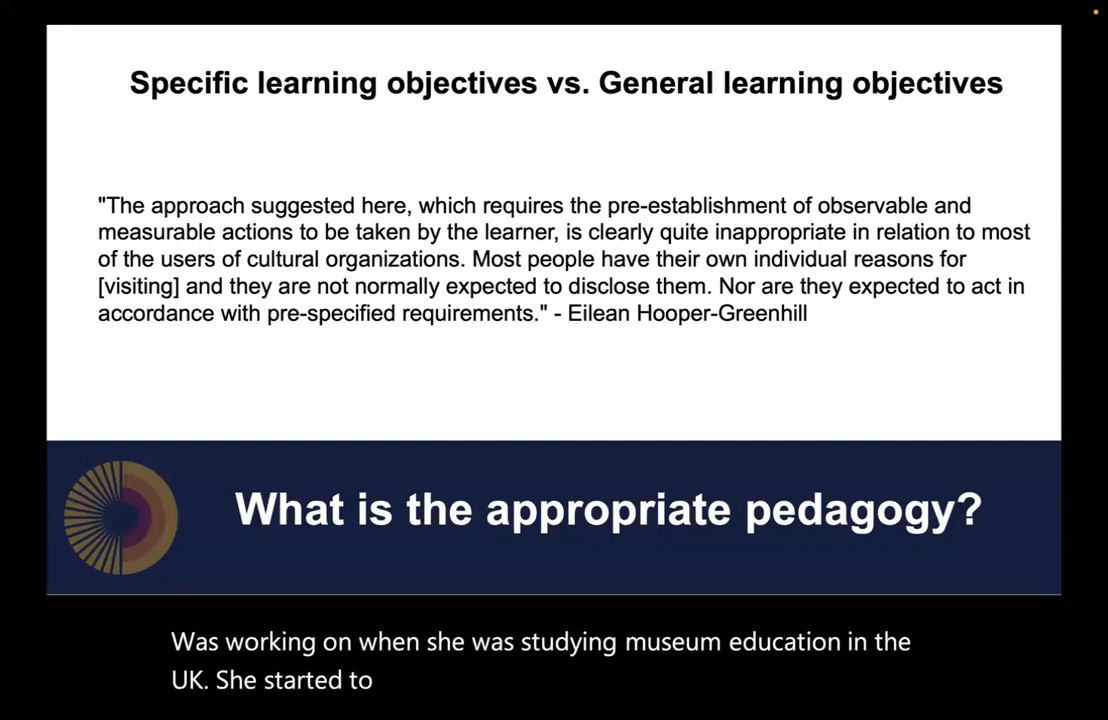 Specific learning objectives vs. General learning objectives
"The approach suggested here, which requires the pre-establishment of observable and
measurable actions to be taken by the learner, is clearly quite inappropriate in relation to most
of the users of cultural organizations. Most people have their own individual reasons for
[visiting] and they are not normally expected to disclose them. Nor are they expected to act in
accordance with pre-specified requirements." - Eilean Hooper-Greenhill
What is the appropriate pedagogy?
Was working on when she was studying museum education in the
UK. She started to